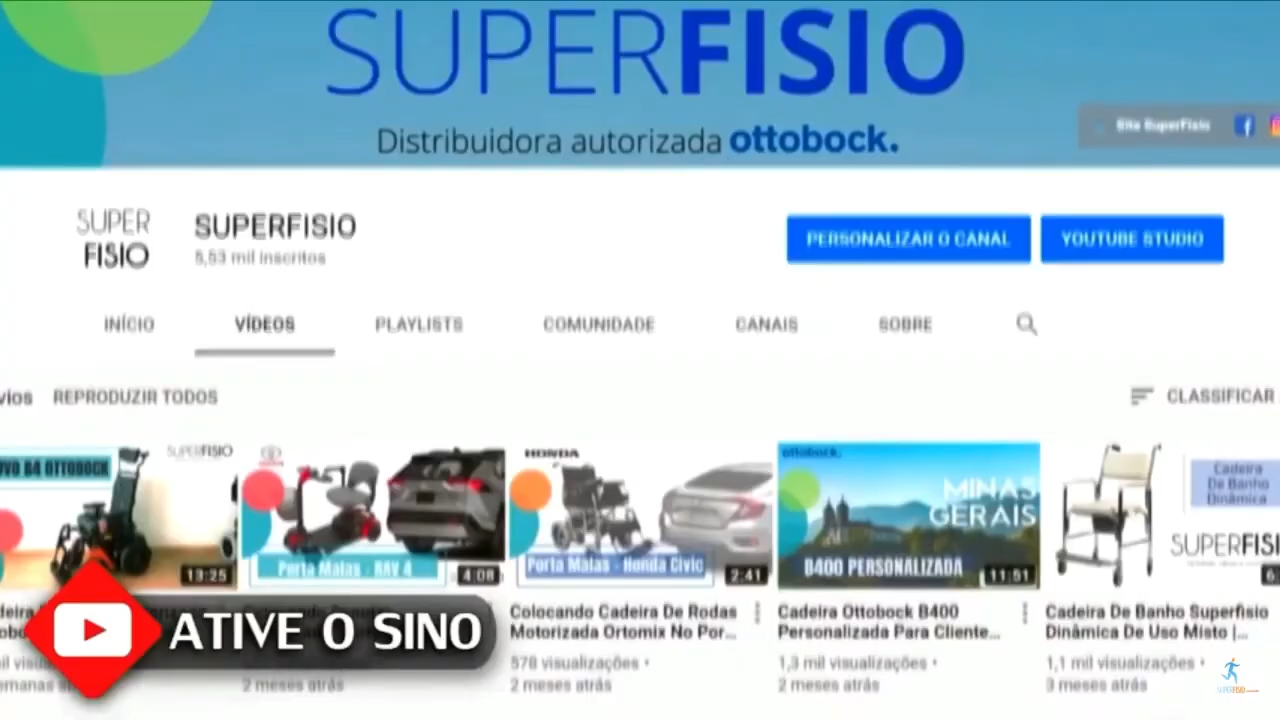 SUPERFISIO
Distribuidora autorizada ottobock.
Site SuperFisio
SUPER
FISIO
SUPERFISIO
5,53 mil inscritos
PERSONALIZAR O CANAL
YOUTUBE STUDIO
INÍCIO
VÍDEOS
PLAYLISTS
COMUNIDADE
CANAIS
SOBRE
REPRODUZIR TODOS
CLASSIFICAR
B4 OTTOBOCK
SUPERFISIO
13:25
Porta Malas - RAV 4
4:08
HONDA
Porta Malas - Honda Civic
2:41
ottobock.
MINAS
GERAIS
B400 PERSONALIZADA
11:51
Cadeira
De Banho
Dinâmica
SUPERFISI
ATIVE O SINO
2 meses atrás
Colocando Cadeira De Rodas
Motorizada Ortomix No Por...
578 visualizações •
2 meses atrás
Cadeira Ottobock B400
Personalizada Para Cliente...
1,3 mil visualizações •
2 meses atrás
Cadeira De Banho Superfisio
Dinâmica De Uso Misto |...
1,1 mil visualizações •
3 meses atrás
SUPERFISIO